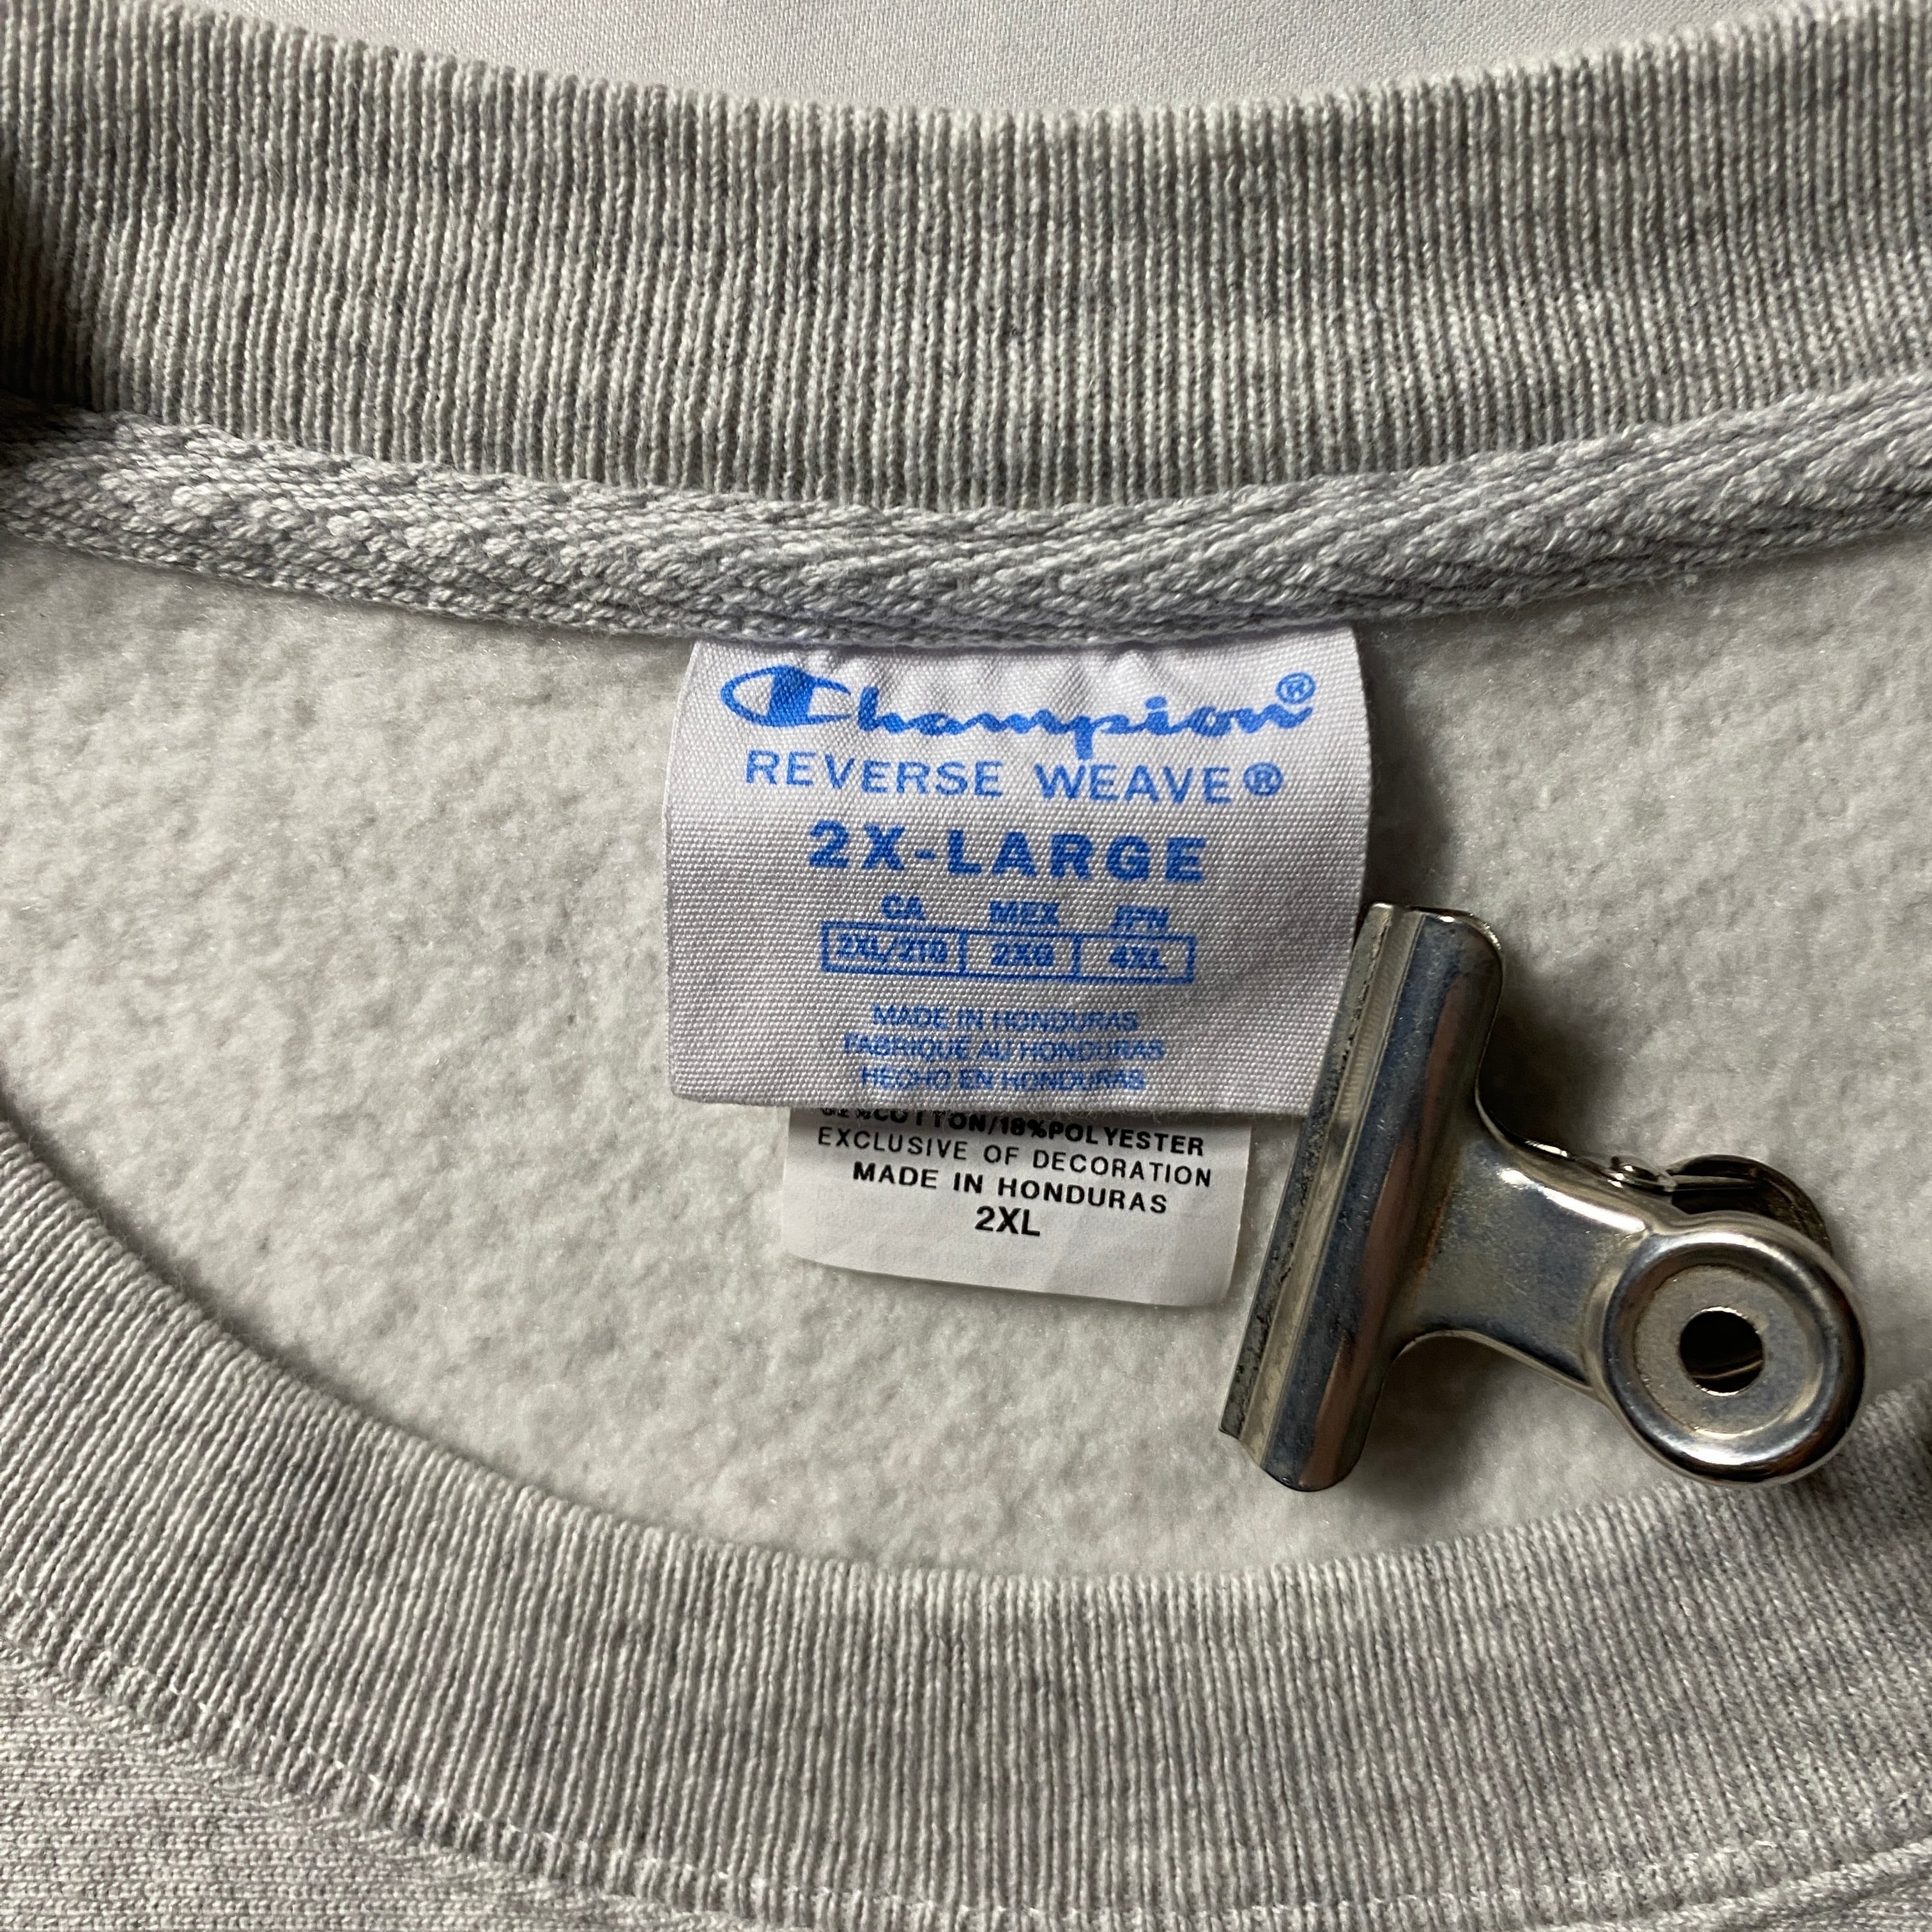 Champion®
REVERSE WEAVE®
2X-LARGE
CA MEX JPN
2XL/2TG 2XG 4XL
MADE IN HONDURAS
FABRIQUÉ AU HONDURAS
HECHO EN HONDURAS
82%COTTON/18%POLYESTER
EXCLUSIVE OF DECORATION
MADE IN HONDURAS
2XL